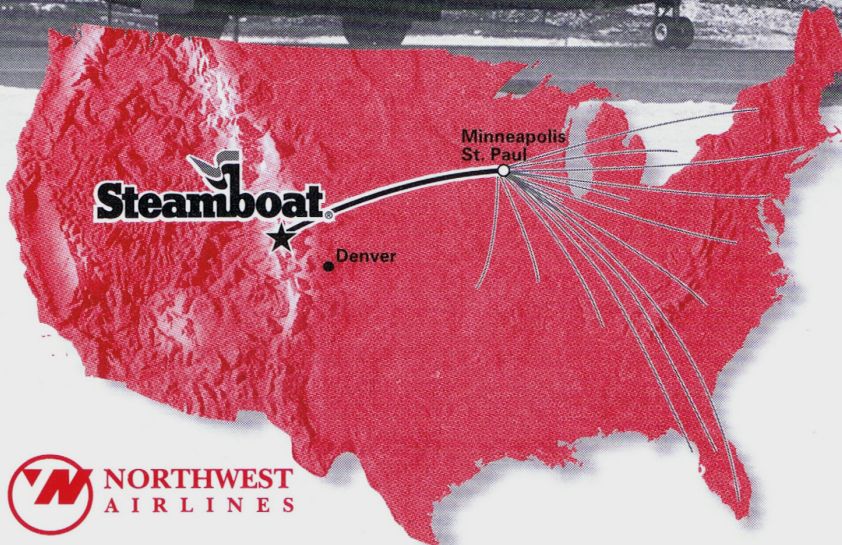 Minneapolis
St. Paul
Steamboat®
Denver
NORTHWEST
AIRLINES